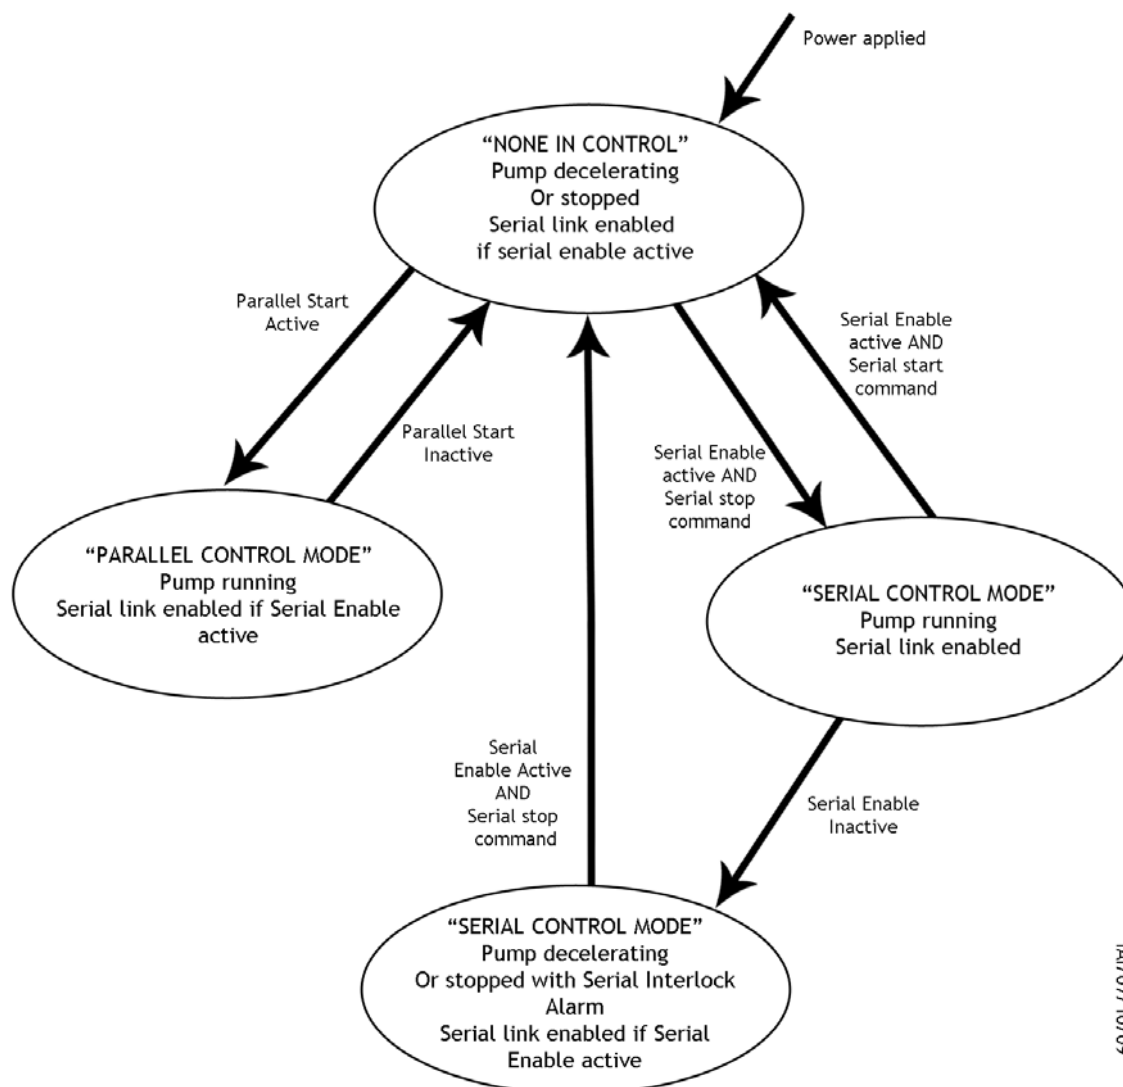 Power applied
“NONE IN CONTROL”
Pump decelerating
Or stopped
Serial link enabled
if serial enable active
Parallel Start
Active
Parallel Start
Inactive
Serial Enable
active AND
Serial start
command
Serial Enable
active AND
Serial stop
command
“PARALLEL CONTROL MODE”
Pump running
Serial link enabled if Serial Enable
active
“SERIAL CONTROL MODE”
Pump running
Serial link enabled
Serial
Enable Active
AND
Serial stop
command
Serial Enable
Inactive
“SERIAL CONTROL MODE”
Pump decelerating
Or stopped with Serial Interlock
Alarm
Serial link enabled if Serial
Enable active